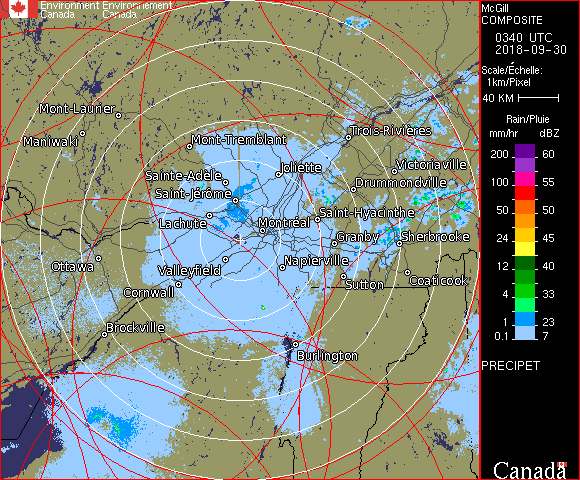 Environment Environnement
Canada Canada
McGill
COMPOSITE
0340 UTC
2018-09-30
Scale/Échelle:
1km/Pixel
40 KM
Rain/Pluie
mm/hr dBZ
200 60
100 55
50 50
24 45
12 40
8 33
4 30
1 23
0.1 7
PRECIPET
Canada
Mont-Laurier
Maniwaki
Mont-Tremblant
Trois-Rivières
Joliette
Victoriaville
Sainte-Adèle
Drummondville
Saint-Jérôme
Saint-Hyacinthe
Lachute
Montréal
Granby
Sherbrooke
Ottawa
Valleyfield
Napierville
Sutton
Coaticook
Cornwall
Brockville
Burlington